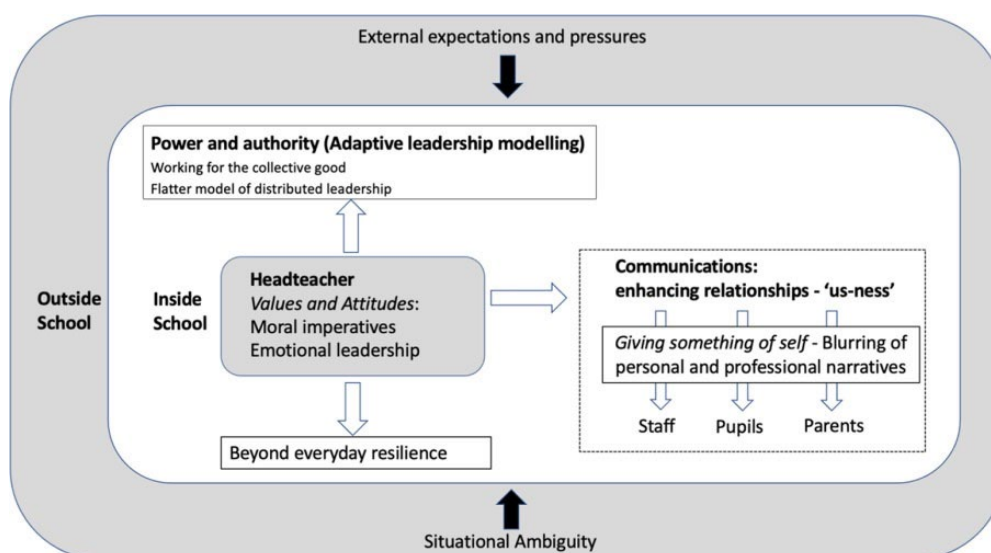 External expectations and pressures
Power and authority (Adaptive leadership modelling)
Working for the collective good
Flatter model of distributed leadership
Outside
School
Inside
School
Headteacher
Values and Attitudes:
Moral imperatives
Emotional leadership
Communications:
enhancing relationships - ‘us-ness’
Giving something of self - Blurring of
personal and professional narratives
Staff
Pupils
Parents
Beyond everyday resilience
Situational Ambiguity